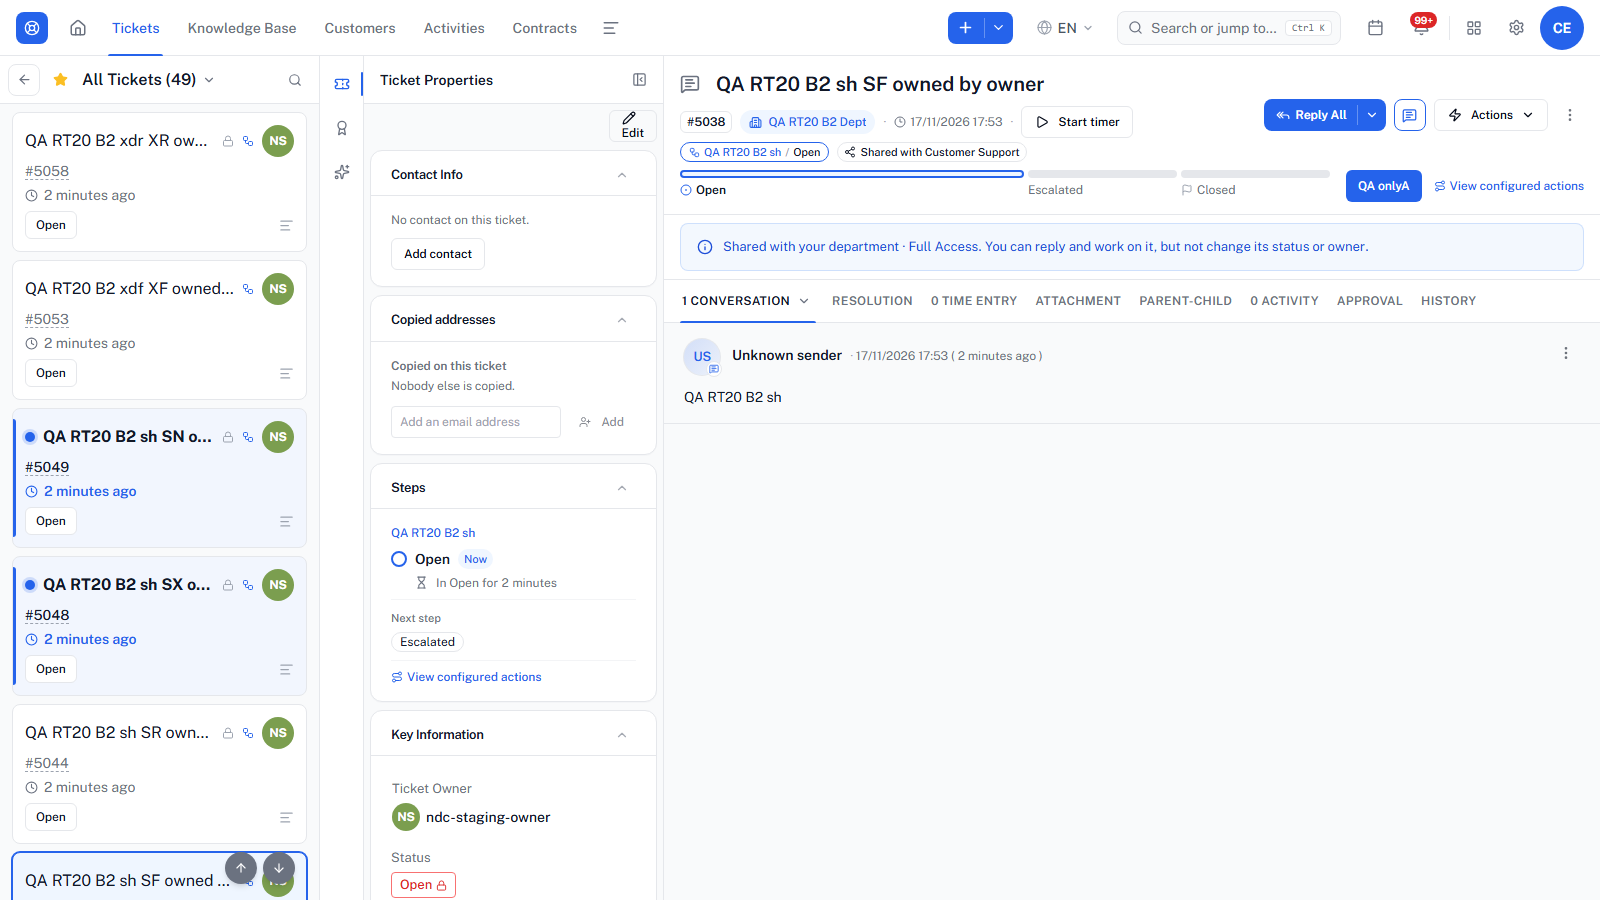 Tickets
Knowledge Base
Customers
Activities
Contracts
EN
Search or jump to...
Ctrl K
99+
CE
All Tickets (49)
QA RT20 B2 xdr XR ow...
NS
#5058
2 minutes ago
Open
QA RT20 B2 xdf XF owned...
NS
#5053
2 minutes ago
Open
QA RT20 B2 sh SN o...
NS
#5049
2 minutes ago
Open
QA RT20 B2 sh SX o...
NS
#5048
2 minutes ago
Open
QA RT20 B2 sh SR own...
NS
#5044
2 minutes ago
Open
QA RT20 B2 sh SF owned ...
Ticket Properties
Edit
Contact Info
No contact on this ticket.
Add contact
Copied addresses
Copied on this ticket
Nobody else is copied.
Add an email address
Add
Steps
QA RT20 B2 sh
Open
Now
In Open for 2 minutes
Next step
Escalated
View configured actions
Key Information
Ticket Owner
NS
ndc-staging-owner
Status
Open
QA RT20 B2 sh SF owned by owner
#5038
QA RT20 B2 Dept
· 17/11/2026 17:53 ·
Start timer
Reply All
Actions
QA RT20 B2 sh / Open
Shared with Customer Support
Open
Escalated
Closed
QA onlyA
View configured actions
Shared with your department · Full Access. You can reply and work on it, but not change its status or owner.
1 CONVERSATION
RESOLUTION
0 TIME ENTRY
ATTACHMENT
PARENT-CHILD
0 ACTIVITY
APPROVAL
HISTORY
US
Unknown sender
· 17/11/2026 17:53 ( 2 minutes ago )
QA RT20 B2 sh